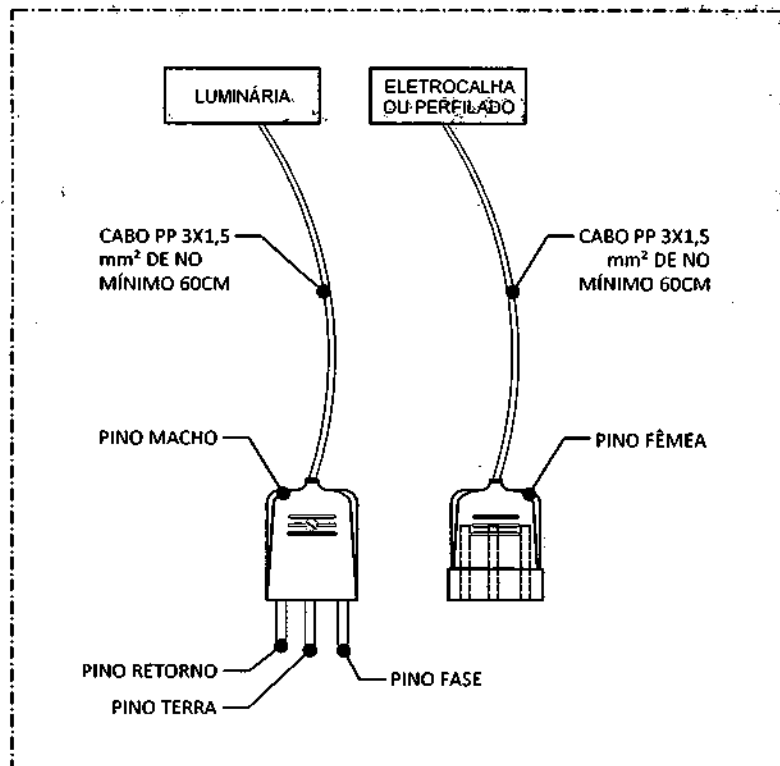 LUMINÁRIA
ELETROCALHA
OU PERFILADO
CABO PP 3X1,5
mm² DE NO
MÍNIMO 60CM
CABO PP 3X1,5
mm² DE NO
MÍNIMO 60CM
PINO MACHO
PINO FÊMEA
PINO RETORNO
PINO FASE
PINO TERRA